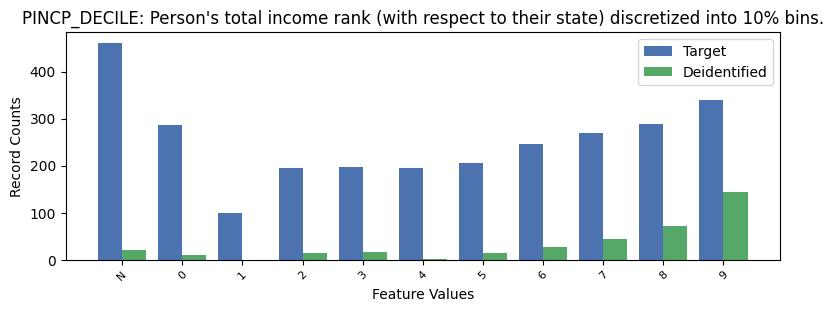 PINCP_DECILE: Person's total income rank (with respect to their state) discretized into 10% bins.
Target
Deidentified
Record Counts
400
300
200
100
0
N 0 1 2 3 4 5 6 7 8 9
Feature Values